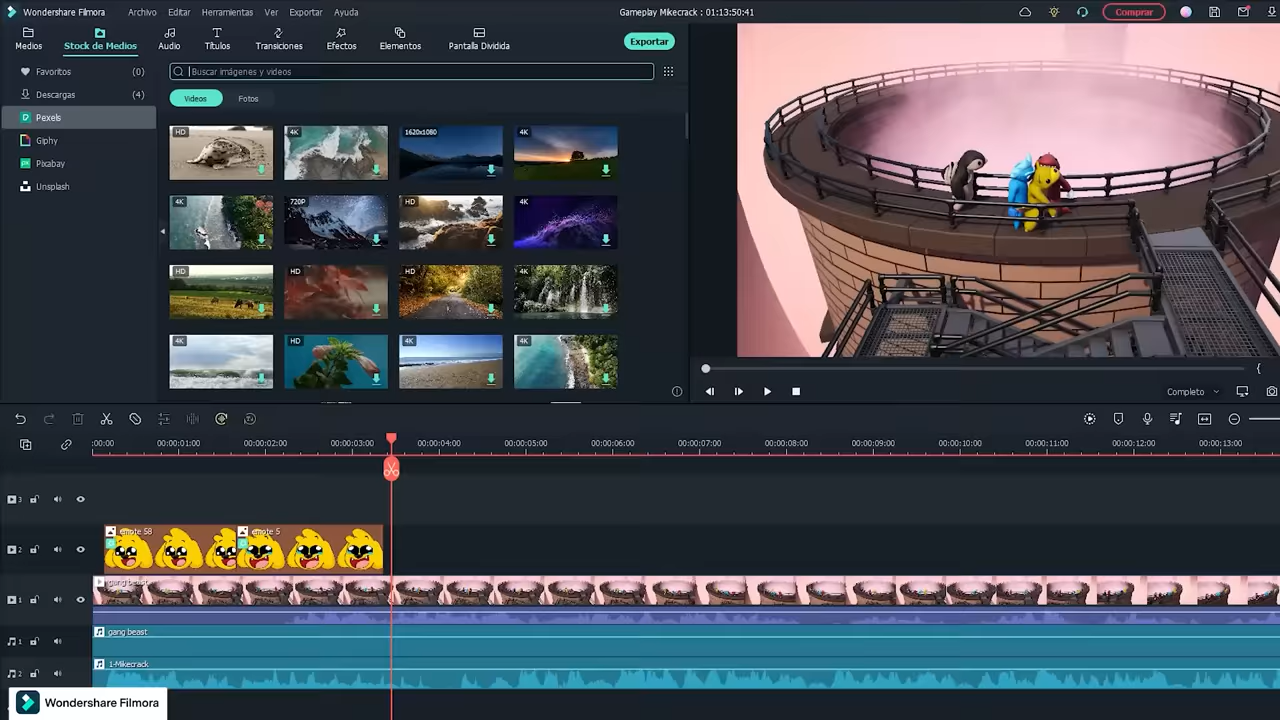 Wondershare Filmora Archivo Editar Herramientas Ver Exportar Ayuda Gameplay Mikecrack : 01:13:50:41 Comprar
Medios Stock de Medios Audio Títulos Transiciones Efectos Elementos Pantalla Dividida Exportar
Favoritos (0)
Descargas (4)
Pexels
Giphy
Pixabay
Unsplash
Buscar imágenes y videos
Videos Fotos
HD 4K 1620x1080 4K
4K 720P HD 4K
HD HD HD 4K
4K HD 4K 4K
Completo
:00:00 00:00:01:00 00:00:02:00 00:00:03:00 00:00:04:00 00:00:05:00 00:00:06:00 00:00:07:00 00:00:08:00 00:00:09:00 00:00:10:00 00:00:11:00 00:00:12:00 00:00:13:00
3
2 emote 58 emote 5
1 gang beast
1 gang beast
2 1-Mikecrack
Wondershare Filmora